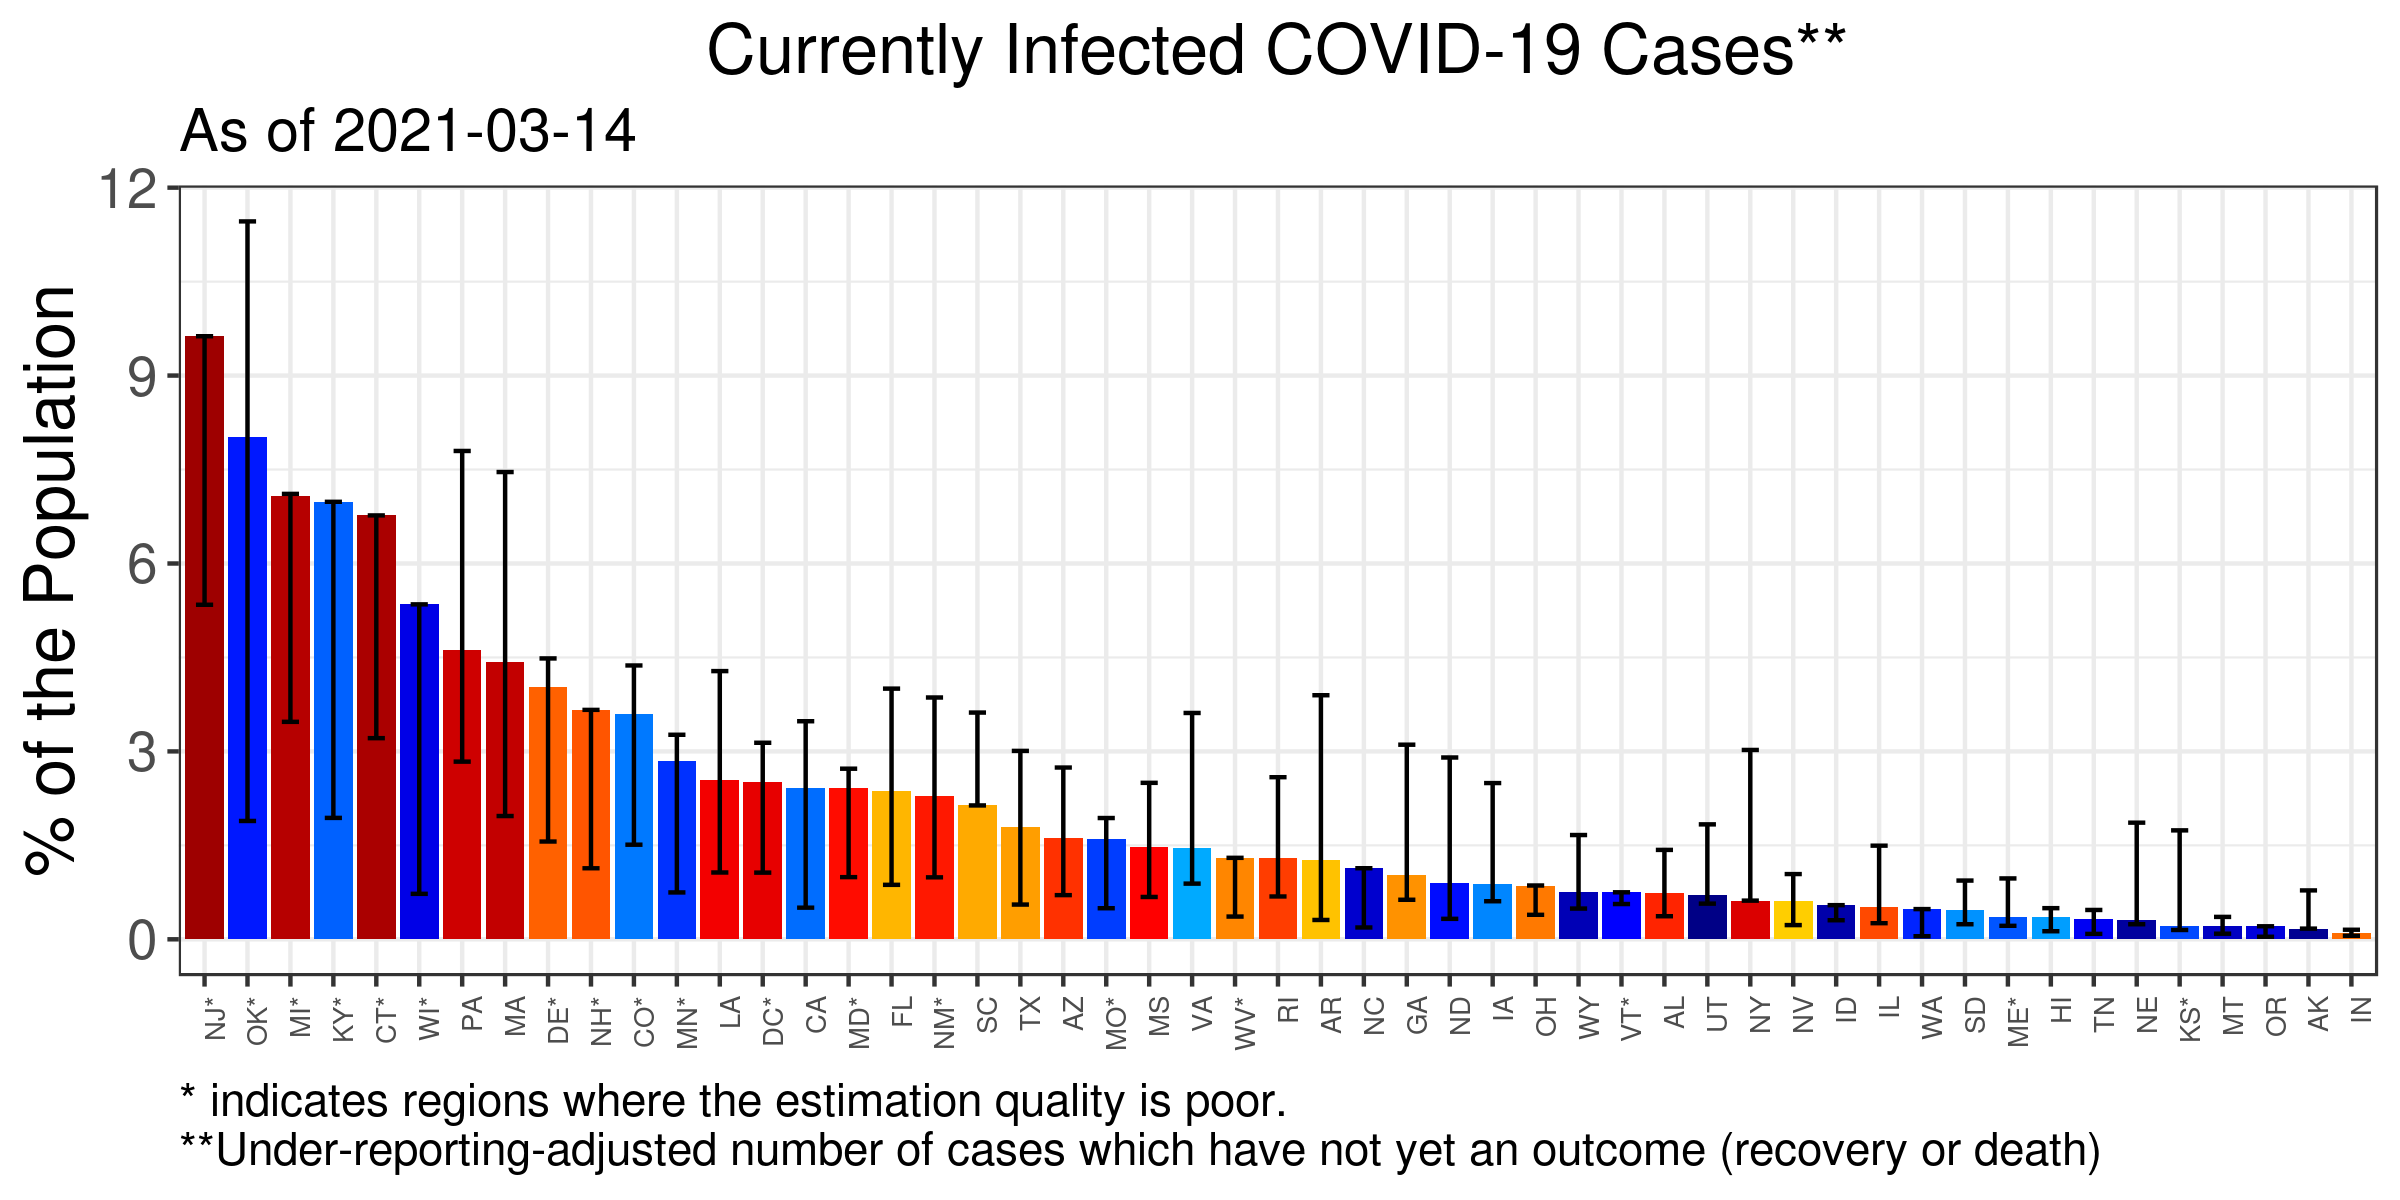 Currently Infected COVID-19 Cases**
As of 2021-03-14
% of the Population
12
9
6
3
0
NJ* OK* MI* KY* CT* WI* PA MA DE* NH* CO* MN* LA DC* CA MD* FL NM* SC TX AZ MO* MS VA WV* RI AR NC GA ND IA OH WY VT* AL UT NY NV ID IL WA SD ME* HI TN NE KS* MT OR AK IN
* indicates regions where the estimation quality is poor.
**Under-reporting-adjusted number of cases which have not yet an outcome (recovery or death)